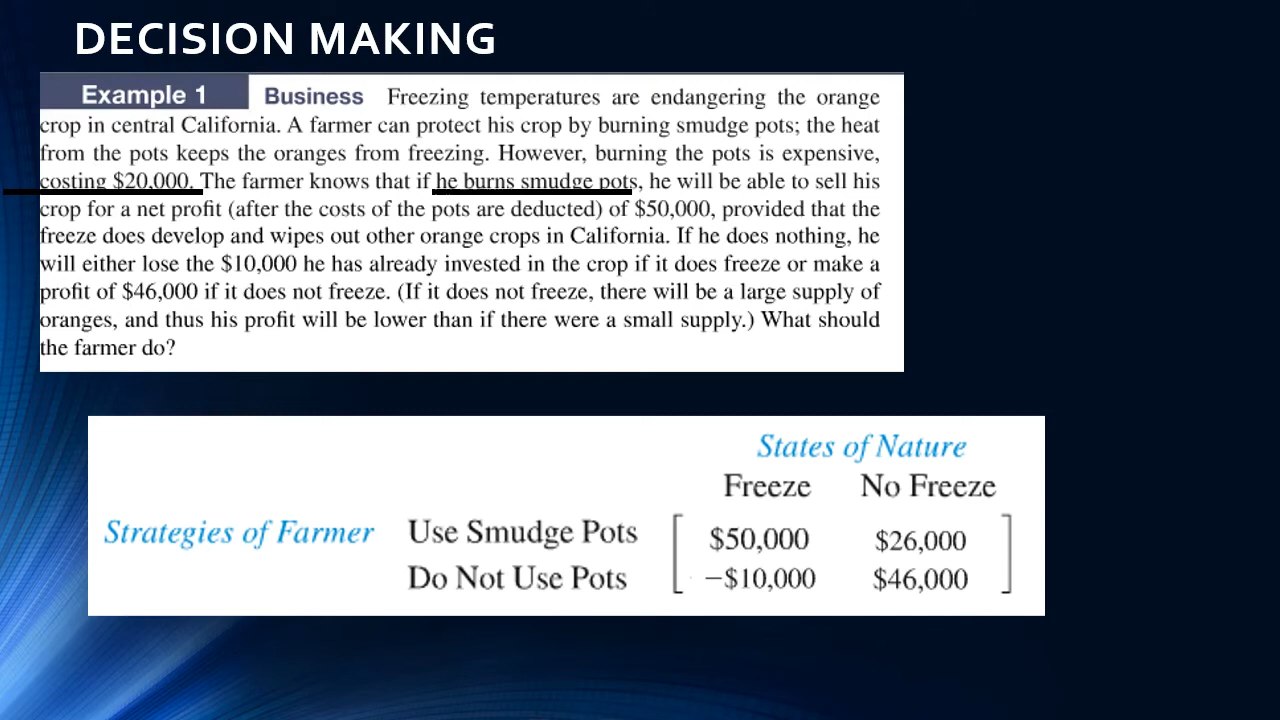 DECISION MAKING
Example 1 Business Freezing temperatures are endangering the orange
crop in central California. A farmer can protect his crop by burning smudge pots; the heat
from the pots keeps the oranges from freezing. However, burning the pots is expensive,
costing $20,000. The farmer knows that if he burns smudge pots, he will be able to sell his
crop for a net profit (after the costs of the pots are deducted) of $50,000, provided that the
freeze does develop and wipes out other orange crops in California. If he does nothing, he
will either lose the $10,000 he has already invested in the crop if it does freeze or make a
profit of $46,000 if it does not freeze. (If it does not freeze, there will be a large supply of
oranges, and thus his profit will be lower than if there were a small supply.) What should
the farmer do?
States of Nature
Freeze No Freeze
Strategies of Farmer Use Smudge Pots $50,000 $26,000
Do Not Use Pots −$10,000 $46,000